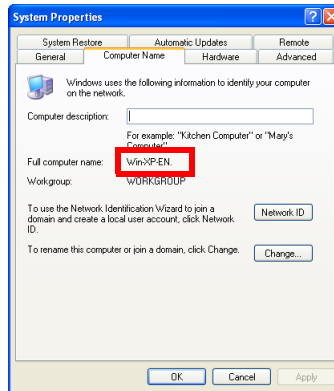 System Properties
System Restore Automatic Updates Remote
General Computer Name Hardware Advanced
Windows uses the following information to identify your computer
on the network.
Computer description:
For example: "Kitchen Computer" or "Mary's
Computer".
Full computer name: Win-XP-EN.
Workgroup: WORKGROUP
To use the Network Identification Wizard to join a
domain and create a local user account, click Network
ID.
Network ID
To rename this computer or join a domain, click Change.
Change...
OK Cancel Apply